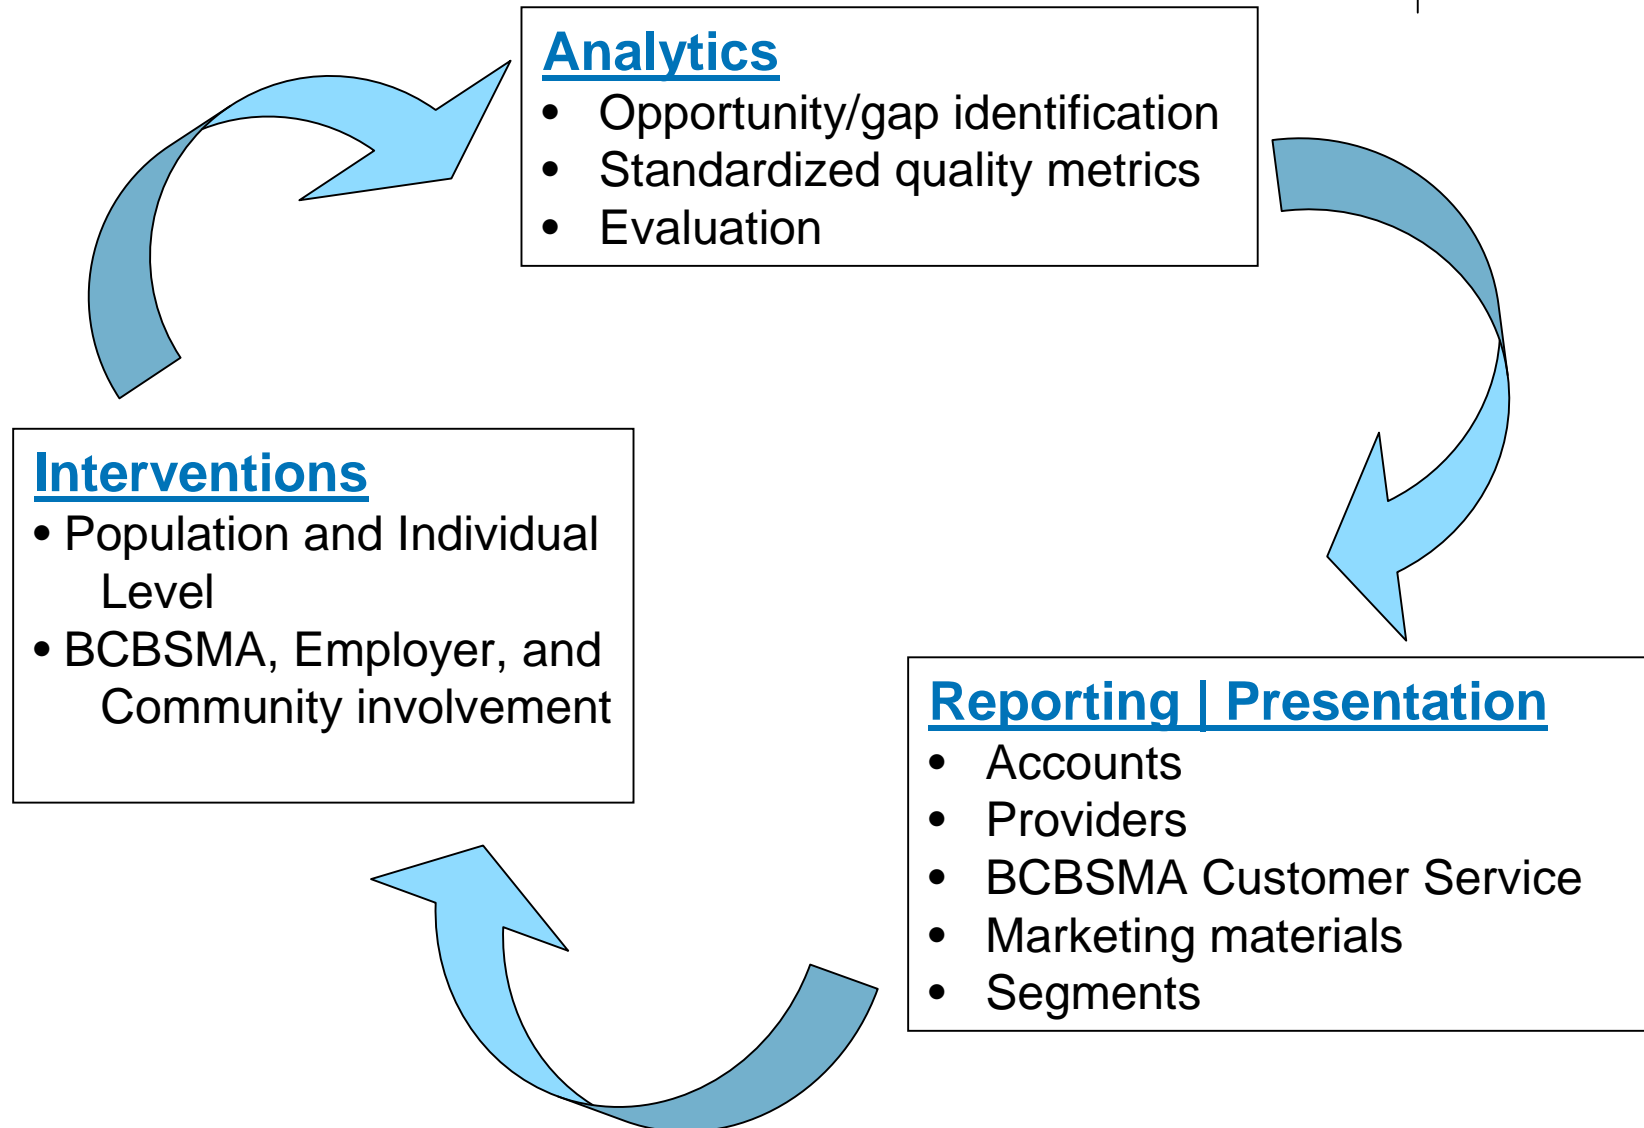 Analytics
• Opportunity/gap identification
• Standardized quality metrics
• Evaluation
Interventions
• Population and Individual
Level
• BCBSMA, Employer, and
Community involvement
Reporting | Presentation
• Accounts
• Providers
• BCBSMA Customer Service
• Marketing materials
• Segments